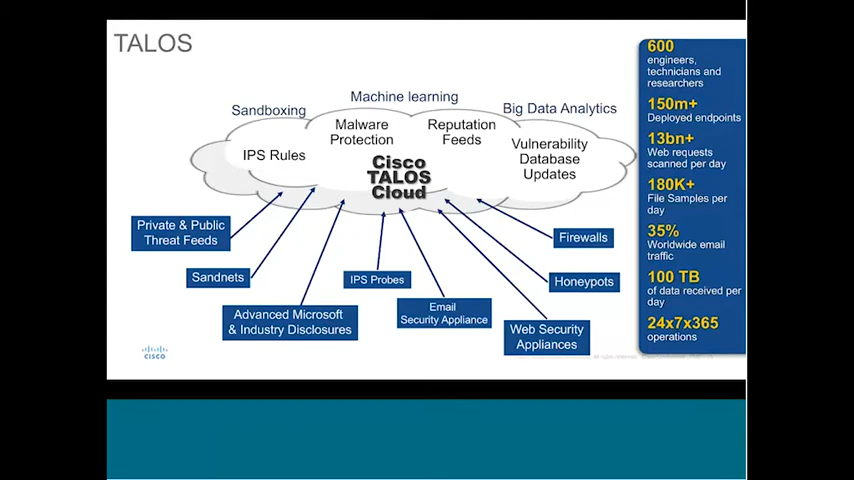 TALOS
Sandboxing
Machine learning
Big Data Analytics
IPS Rules
Malware
Protection
Reputation
Feeds
Vulnerability
Database
Updates
Cisco
TALOS
Cloud
Private & Public
Threat Feeds
Sandnets
Advanced Microsoft
& Industry Disclosures
IPS Probes
Email
Security Appliance
Web Security
Appliances
Honeypots
Firewalls
600
engineers,
technicians and
researchers
150m+
Deployed endpoints
13bn+
Web requests
scanned per day
180K+
File Samples per
day
35%
Worldwide email
traffic
100 TB
of data received per
day
24x7x365
operations
CISCO
All rights reserved.